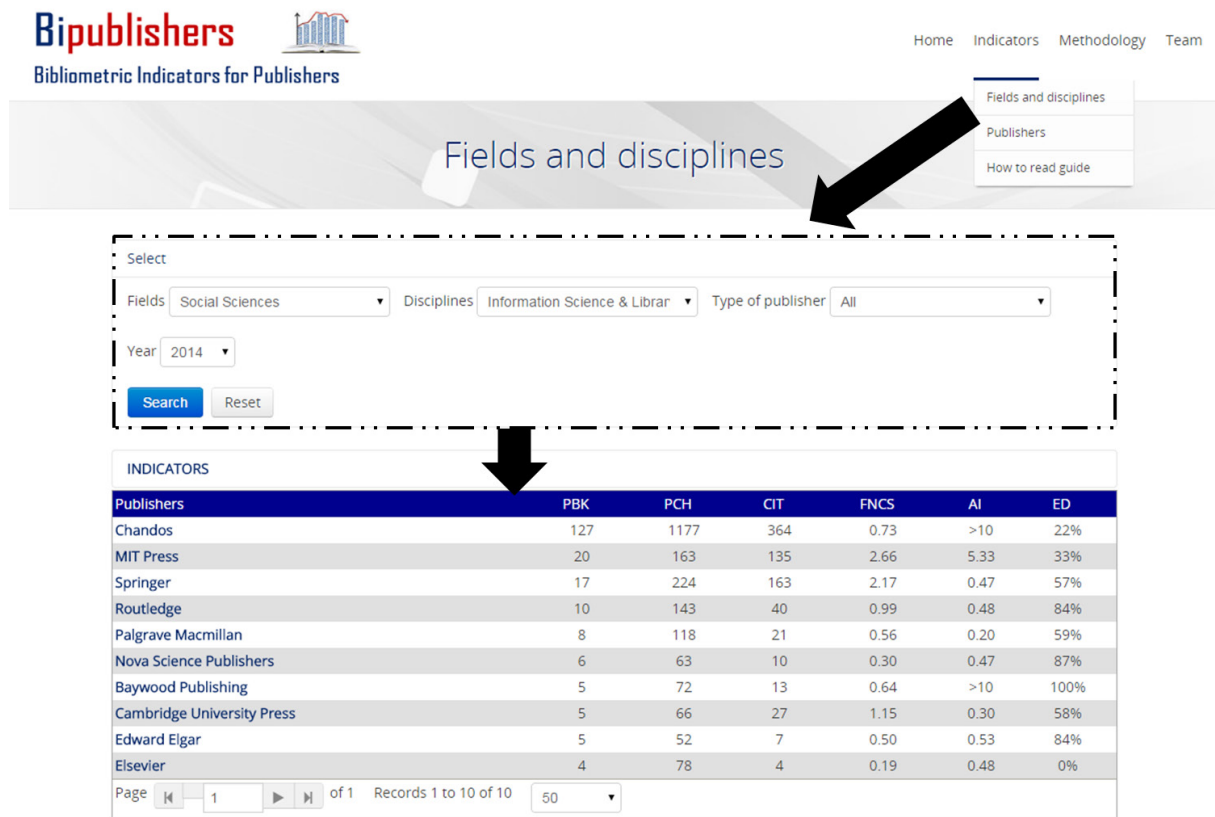 Bipublishers
Bibliometric Indicators for Publishers
Home Indicators Methodology Team
Fields and disciplines
Publishers
How to read guide
Fields and disciplines
Select
Fields Social Sciences Disciplines Information Science & Librar Type of publisher All
Year 2014
Search Reset
INDICATORS
Publishers PBK PCH CIT FNCS AI ED
Chandos 127 1177 364 0.73 >10 22%
MIT Press 20 163 135 2.66 5.33 33%
Springer 17 224 163 2.17 0.47 57%
Routledge 10 143 40 0.99 0.48 84%
Palgrave Macmillan 8 118 21 0.56 0.20 59%
Nova Science Publishers 6 63 10 0.30 0.47 87%
Baywood Publishing 5 72 13 0.64 >10 100%
Cambridge University Press 5 66 27 1.15 0.30 58%
Edward Elgar 5 52 7 0.50 0.53 84%
Elsevier 4 78 4 0.19 0.48 0%
Page 1 of 1 Records 1 to 10 of 10 50